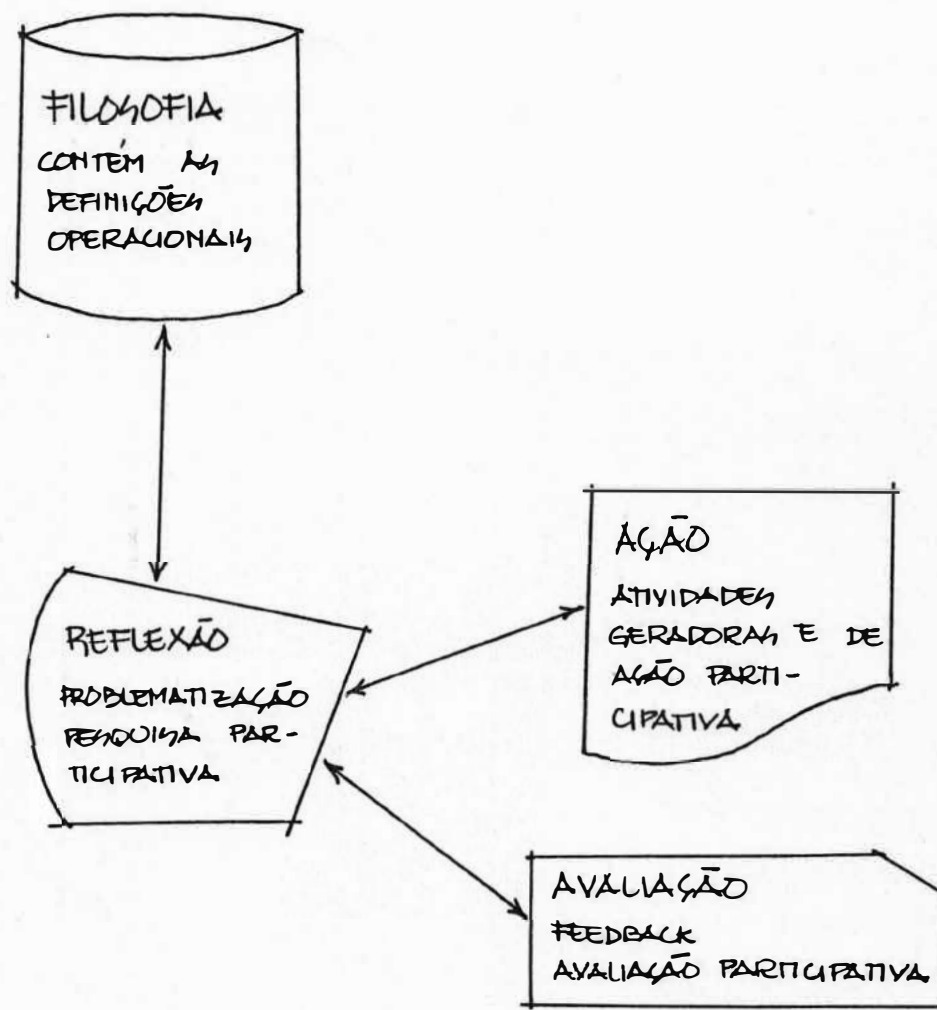 FILOSOFIA
CONTÉM AS
DEFINIÇÕES
OPERACIONAIS
REFLEXÃO
PROBLEMATIZAÇÃO
PESQUISA PAR-
TICIPATIVA
AÇÃO
ATIVIDADES
GERADORAS E DE
AÇÃO PARTI-
CIPATIVA
AVALIAÇÃO
FEEDBACK
AVALIAÇÃO PARTICIPATIVA